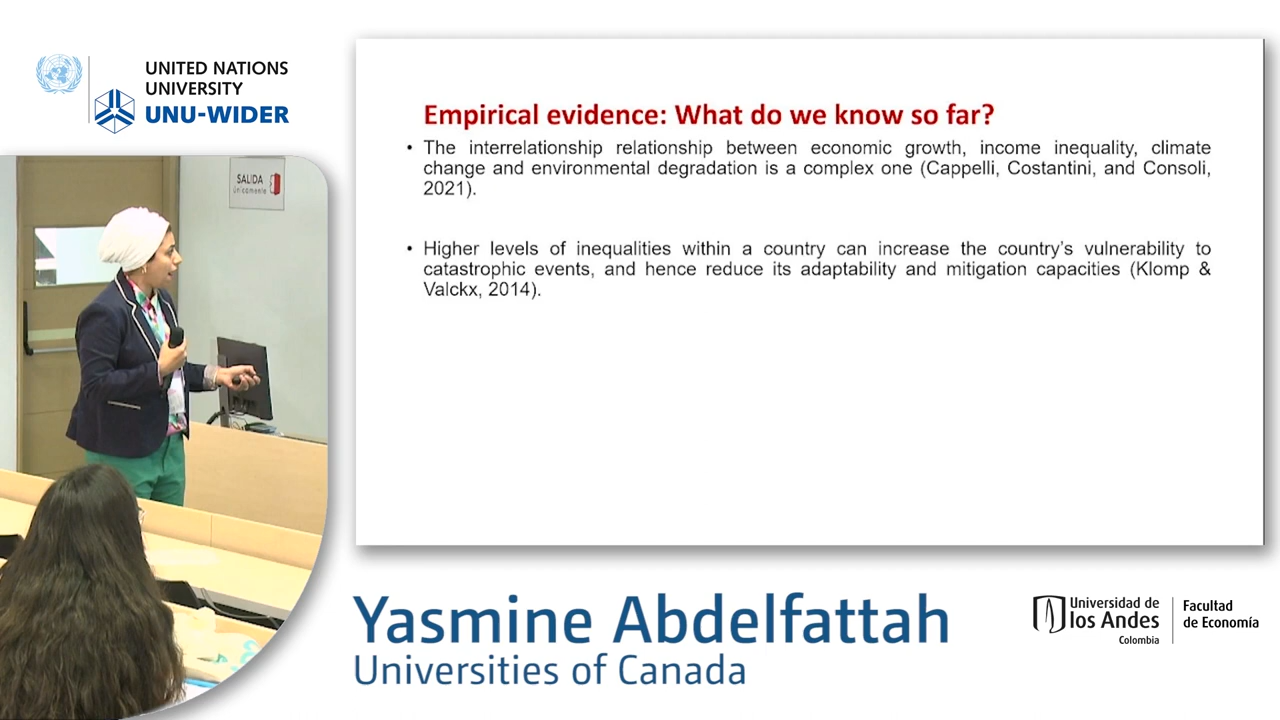 UNITED NATIONS
UNIVERSITY
UNU-WIDER
SALIDA
únicamente
Empirical evidence: What do we know so far?
• The interrelationship relationship between economic growth, income inequality, climate
change and environmental degradation is a complex one (Cappelli, Costantini, and Consoli,
2021).
• Higher levels of inequalities within a country can increase the country's vulnerability to
catastrophic events, and hence reduce its adaptability and mitigation capacities (Klomp &
Valckx, 2014).
Yasmine Abdelfattah
Universities of Canada
Universidad de
los Andes
Colombia
Facultad
de Economía